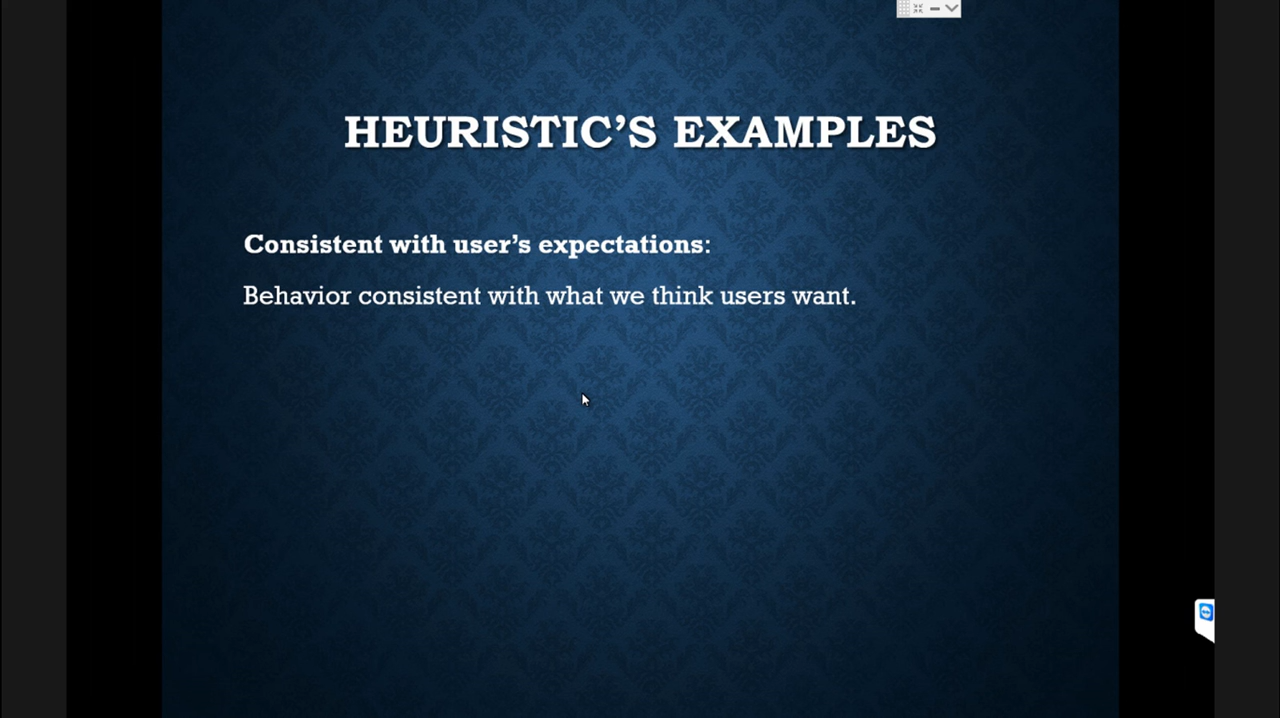 HEURISTIC’S EXAMPLES
Consistent with user’s expectations:
Behavior consistent with what we think users want.